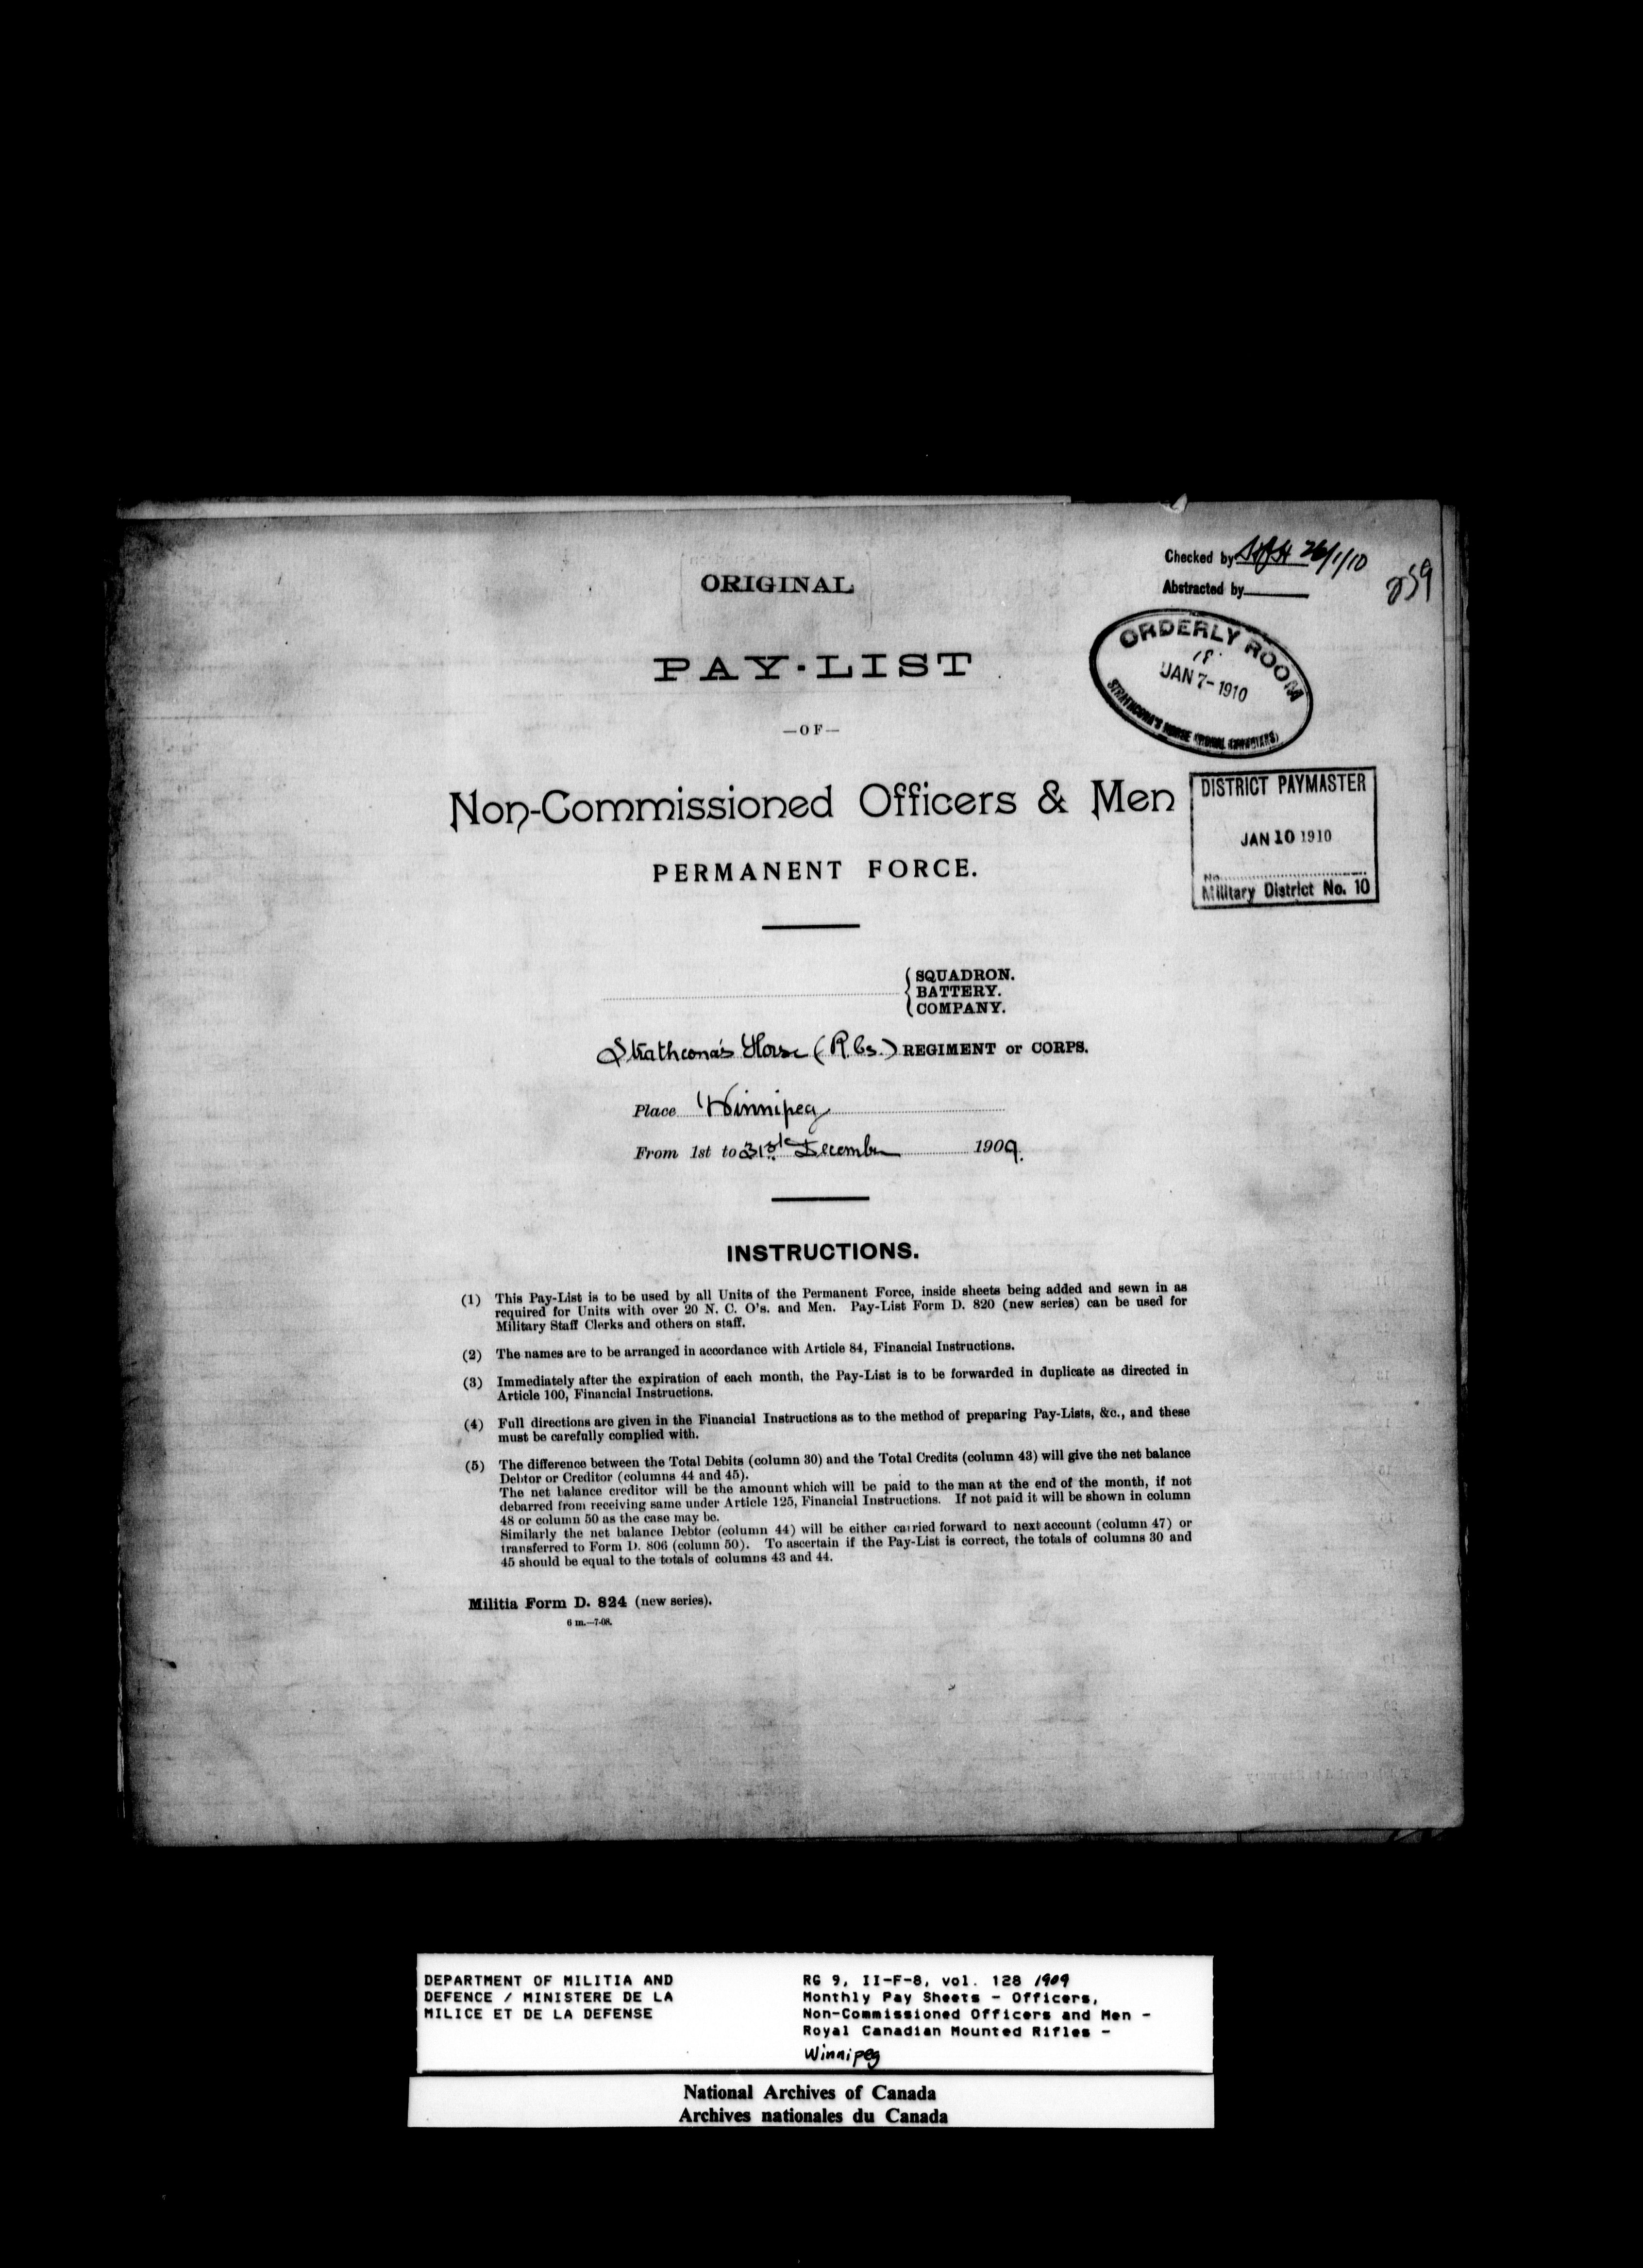 ORIGINAL
Checked by 26/1/10
Abstracted by
259
PAY-LIST
—OF—
ORDERLY ROOM
18.
JAN 7-1910
STRATHCONA'S HORSE (ROYAL CANADIANS)
Non-Commissioned Officers & Men
PERMANENT FORCE.
DISTRICT PAYMASTER
JAN 10 1910
No.
Military District No. 10
SQUADRON.
BATTERY.
COMPANY.
Strathcona's Horse (R.Cs.) REGIMENT or CORPS.
Place Winnipeg
From 1st to 31st December 1909.
INSTRUCTIONS.
(1) This Pay-List is to be used by all Units of the Permanent Force, inside sheets being added and sewn in as
required for Units with over 20 N. C. O's. and Men. Pay-List Form D. 820 (new series) can be used for
Military Staff Clerks and others on staff.
(2) The names are to be arranged in accordance with Article 84, Financial Instructions.
(3) Immediately after the expiration of each month, the Pay-List is to be forwarded in duplicate as directed in
Article 100, Financial Instructions.
(4) Full directions are given in the Financial Instructions as to the method of preparing Pay-Lists, &c., and these
must be carefully complied with.
(5) The difference between the Total Debits (column 30) and the Total Credits (column 43) will give the net balance
Debtor or Creditor (columns 44 and 45).
The net balance creditor will be the amount which will be paid to the man at the end of the month, if not
debarred from receiving same under Article 125, Financial Instructions. If not paid it will be shown in column
48 or column 50 as the case may be.
Similarly the net balance Debtor (column 44) will be either carried forward to next account (column 47) or
transferred to Form D. 806 (column 50). To ascertain if the Pay-List is correct, the totals of columns 30 and
45 should be equal to the totals of columns 43 and 44.
Militia Form D. 824 (new series).
6 m.—7-08.
DEPARTMENT OF MILITIA AND
DEFENCE / MINISTERE DE LA
MILICE ET DE LA DEFENSE
RG 9, II-F-8, vol. 128 1909
Monthly Pay Sheets - Officers,
Non-Commissioned Officers and Men -
Royal Canadian Mounted Rifles -
Winnipeg
National Archives of Canada
Archives nationales du Canada